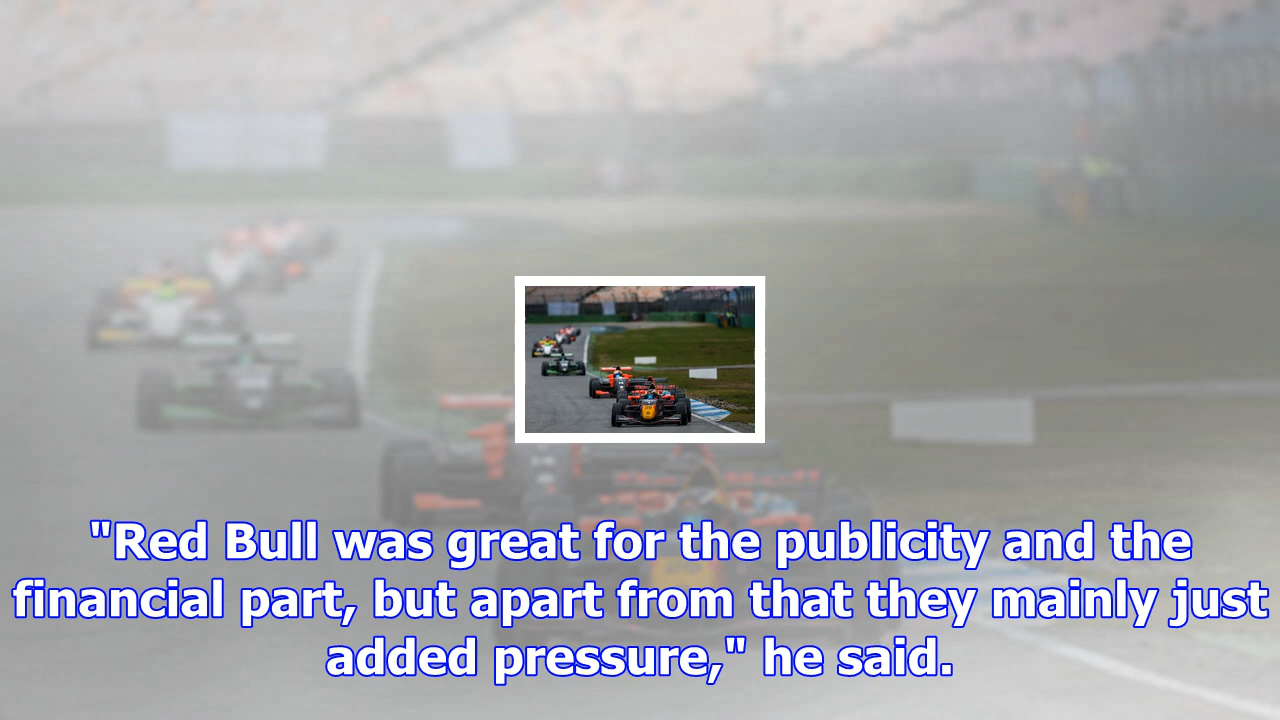 "Red Bull was great for the publicity and the
financial part, but apart from that they mainly just
added pressure," he said.